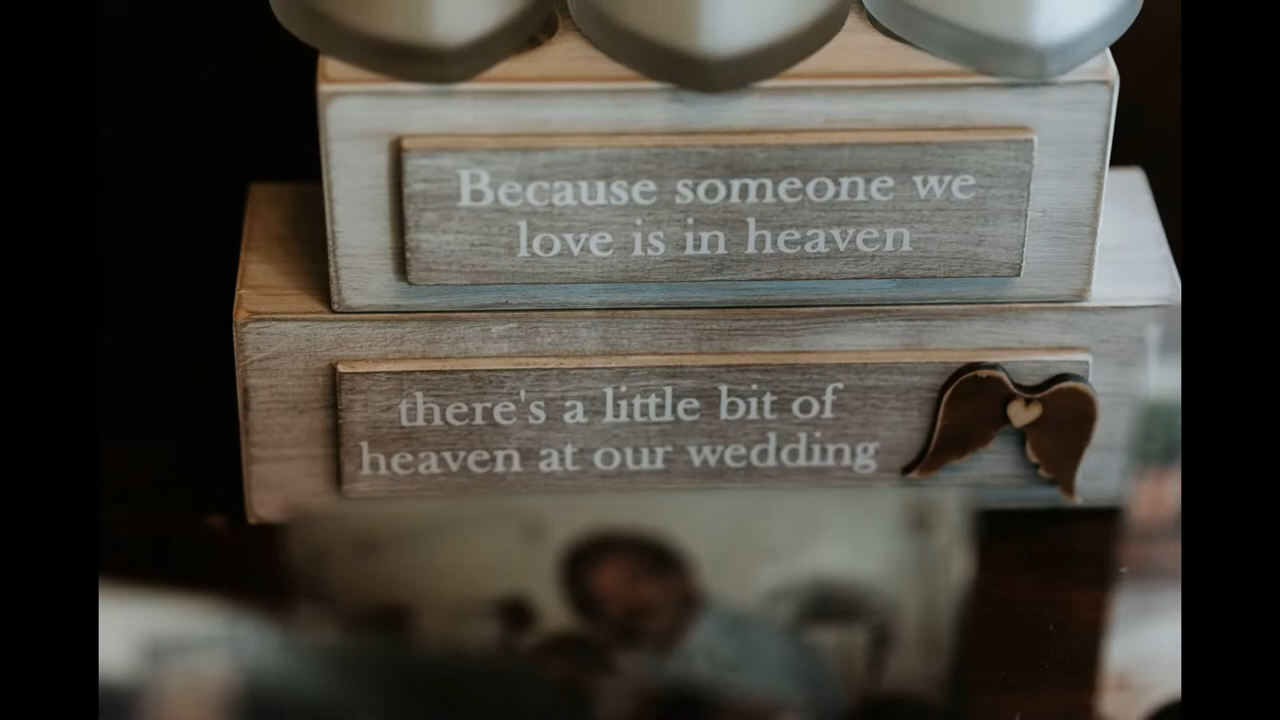 Because someone we
love is in heaven
there's a little bit of
heaven at our wedding